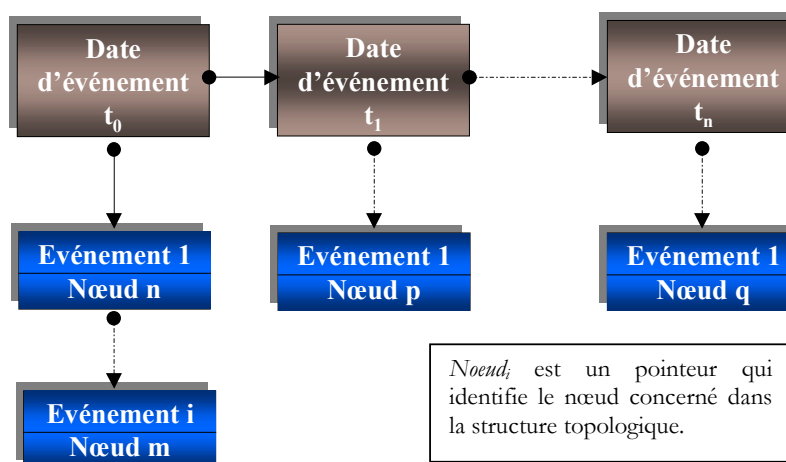 Date
d'événement
t₀
Date
d'événement
t₁
Date
d'événement
tₙ
Evénement 1
Nœud n
Evénement 1
Nœud p
Evénement 1
Nœud q
Evénement i
Nœud m
Noeudᵢ est un pointeur qui
identifie le nœud concerné dans
la structure topologique.